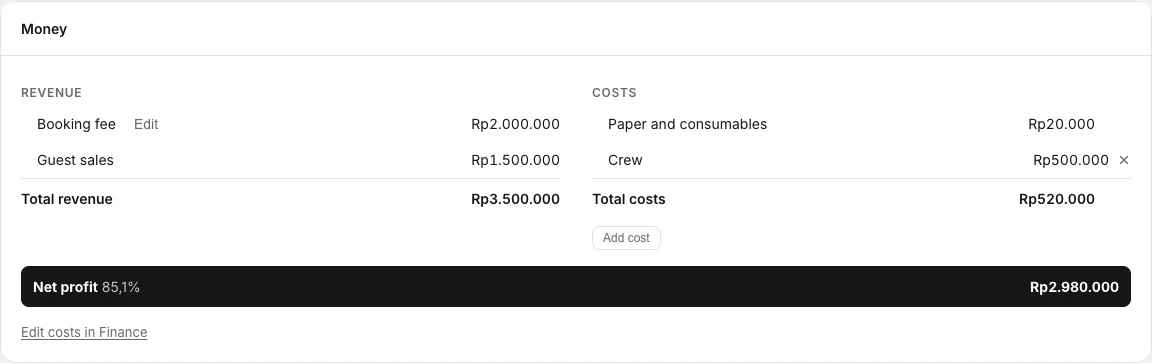 Money
REVENUE
Booking fee Edit Rp2.000.000
Guest sales Rp1.500.000
Total revenue Rp3.500.000
COSTS
Paper and consumables Rp20.000
Crew Rp500.000 ×
Total costs Rp520.000
Add cost
Net profit 85,1% Rp2.980.000
Edit costs in Finance